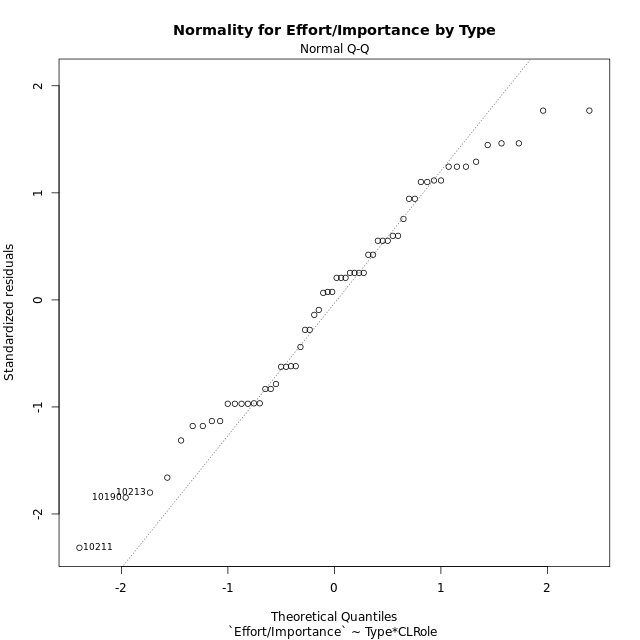 Normality for Effort/Importance by Type
Normal Q-Q
Standardized residuals
2
1
0
-1
-2
10213
10190
10211
-2 -1 0 1 2
Theoretical Quantiles
`Effort/Importance` ~ Type*CLRole